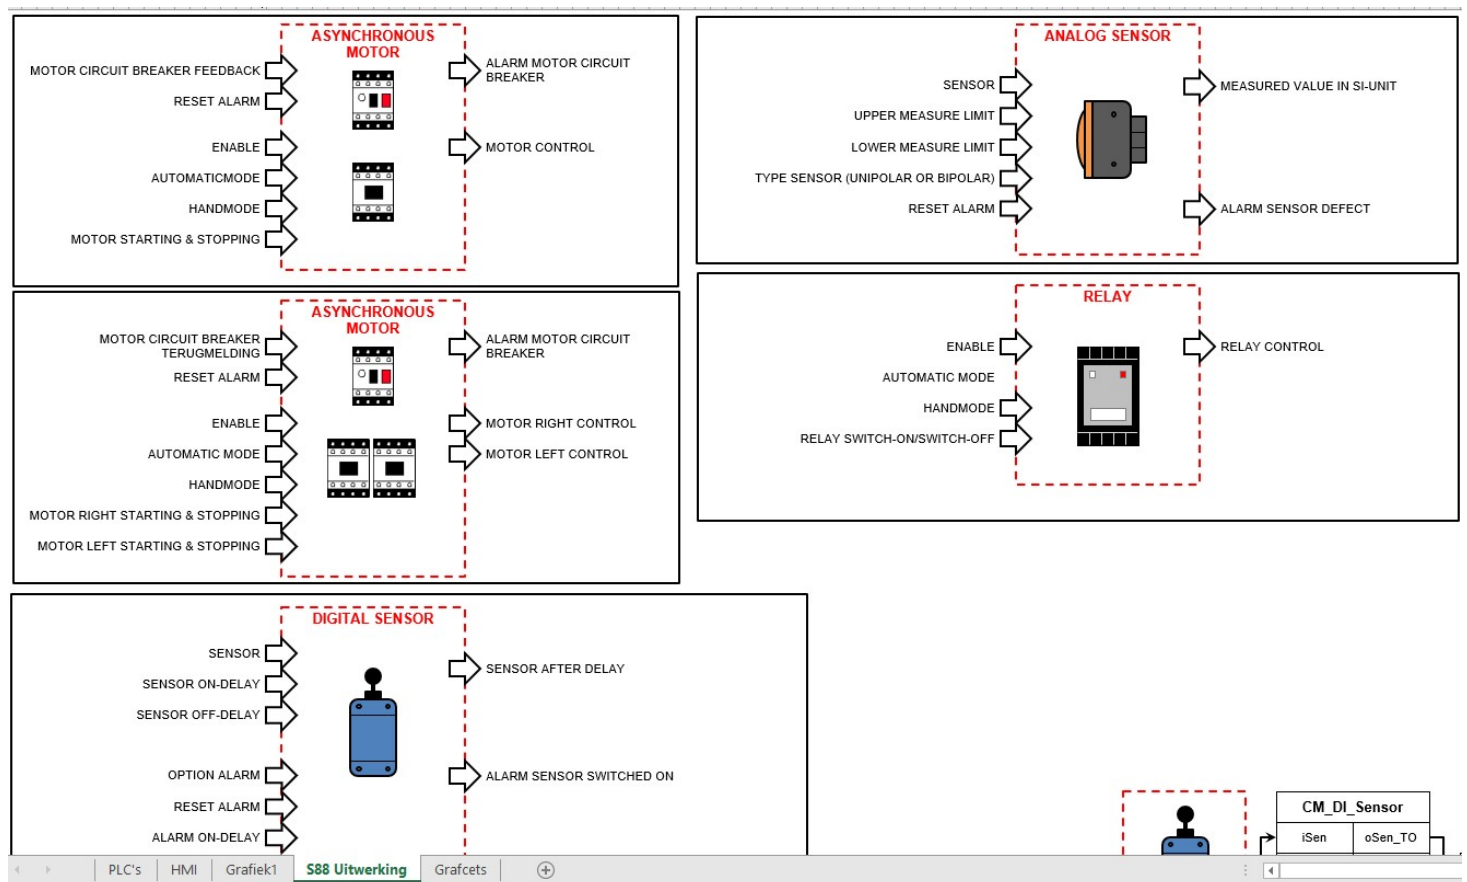 ASYNCHRONOUS
MOTOR
MOTOR CIRCUIT BREAKER FEEDBACK
RESET ALARM
ENABLE
AUTOMATICMODE
HANDMODE
MOTOR STARTING & STOPPING
ALARM MOTOR CIRCUIT
BREAKER
MOTOR CONTROL
ANALOG SENSOR
SENSOR
UPPER MEASURE LIMIT
LOWER MEASURE LIMIT
TYPE SENSOR (UNIPOLAR OR BIPOLAR)
RESET ALARM
MEASURED VALUE IN SI-UNIT
ALARM SENSOR DEFECT
ASYNCHRONOUS
MOTOR
MOTOR CIRCUIT BREAKER
TERUGMELDING
RESET ALARM
ENABLE
AUTOMATIC MODE
HANDMODE
MOTOR RIGHT STARTING & STOPPING
MOTOR LEFT STARTING & STOPPING
ALARM MOTOR CIRCUIT
BREAKER
MOTOR RIGHT CONTROL
MOTOR LEFT CONTROL
RELAY
ENABLE
AUTOMATIC MODE
HANDMODE
RELAY SWITCH-ON/SWITCH-OFF
RELAY CONTROL
DIGITAL SENSOR
SENSOR
SENSOR ON-DELAY
SENSOR OFF-DELAY
OPTION ALARM
RESET ALARM
ALARM ON-DELAY
SENSOR AFTER DELAY
ALARM SENSOR SWITCHED ON
CM_DI_Sensor
iSen oSen_TO
PLC's HMI Grafiek1 S88 Uitwerking Grafcets